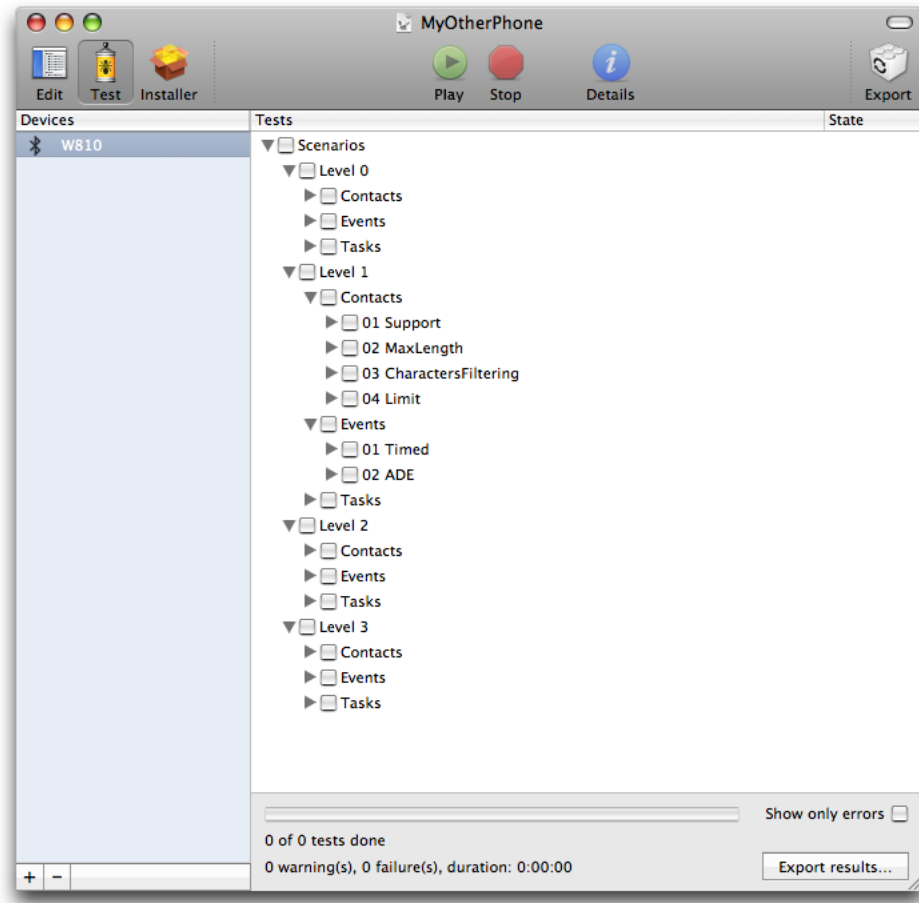 MyOtherPhone
Edit Test Installer Play Stop Details Export
Devices Tests State
W810
Scenarios
Level 0
Contacts
Events
Tasks
Level 1
Contacts
01 Support
02 MaxLength
03 CharactersFiltering
04 Limit
Events
01 Timed
02 ADE
Tasks
Level 2
Contacts
Events
Tasks
Level 3
Contacts
Events
Tasks
Show only errors
0 of 0 tests done
0 warning(s), 0 failure(s), duration: 0:00:00
Export results...
+ −